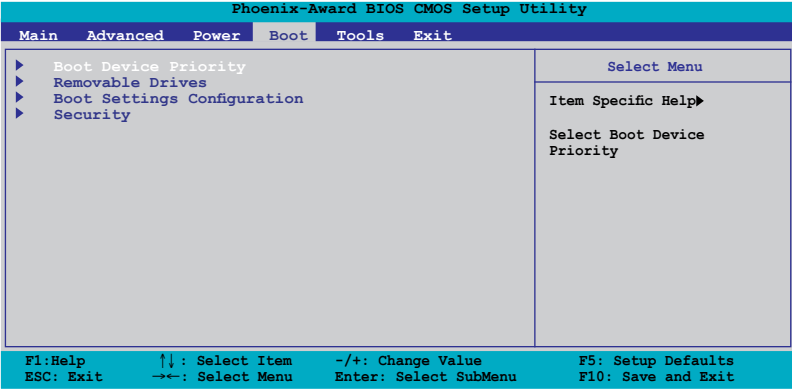 Phoenix-Award BIOS CMOS Setup Utility
Main Advanced Power Boot Tools Exit
Boot Device Priority
Removable Drives
Boot Settings Configuration
Security
Select Menu
Item Specific Help
Select Boot Device
Priority
F1:Help ↑↓: Select Item -/+: Change Value F5: Setup Defaults
ESC: Exit →←: Select Menu Enter: Select SubMenu F10: Save and Exit